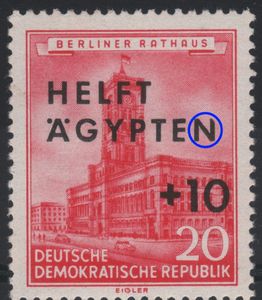 BERLINER RATHAUS
HELFT
ÄGYPTEN
+10
20
DEUTSCHE
DEMOKRATISCHE REPUBLIK
EIGLER